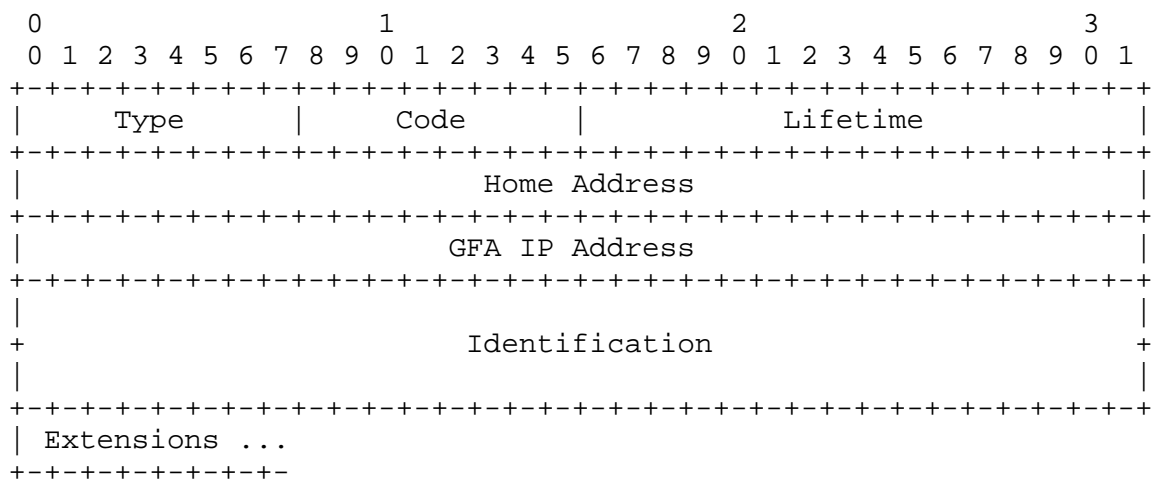 0                   1                   2                   3
 0 1 2 3 4 5 6 7 8 9 0 1 2 3 4 5 6 7 8 9 0 1 2 3 4 5 6 7 8 9 0 1
+-+-+-+-+-+-+-+-+-+-+-+-+-+-+-+-+-+-+-+-+-+-+-+-+-+-+-+-+-+-+-+-+
|     Type      |     Code      |           Lifetime            |
+-+-+-+-+-+-+-+-+-+-+-+-+-+-+-+-+-+-+-+-+-+-+-+-+-+-+-+-+-+-+-+-+
|                          Home Address                         |
+-+-+-+-+-+-+-+-+-+-+-+-+-+-+-+-+-+-+-+-+-+-+-+-+-+-+-+-+-+-+-+-+
|                        GFA IP Address                         |
+-+-+-+-+-+-+-+-+-+-+-+-+-+-+-+-+-+-+-+-+-+-+-+-+-+-+-+-+-+-+-+-+
|                                                               |
+                         Identification                        +
|                                                               |
+-+-+-+-+-+-+-+-+-+-+-+-+-+-+-+-+-+-+-+-+-+-+-+-+-+-+-+-+-+-+-+-+
| Extensions ...
+-+-+-+-+-+-+-+-